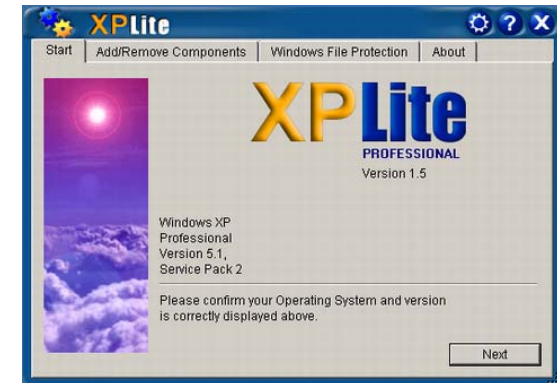 XPLite
Start Add/Remove Components Windows File Protection About
XPLite
PROFESSIONAL
Version 1.5
Windows XP
Professional
Version 5.1,
Service Pack 2
Please confirm your Operating System and version
is correctly displayed above.
Next